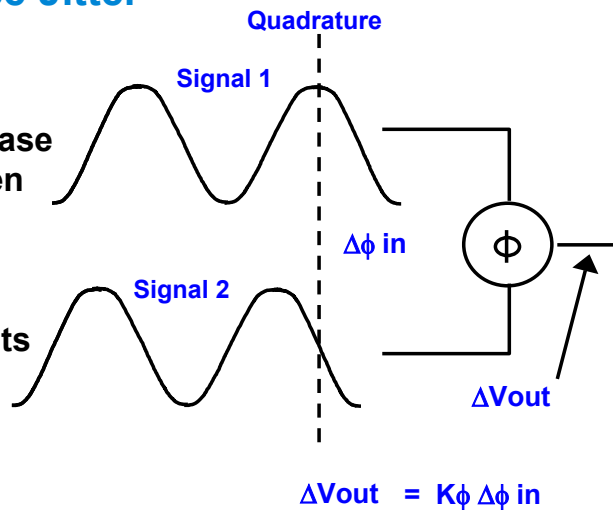 Quadrature
Signal 1
ase
en
Δϕ in
Φ
Signal 2
ts
ΔVout
ΔVout = Kϕ Δϕ in